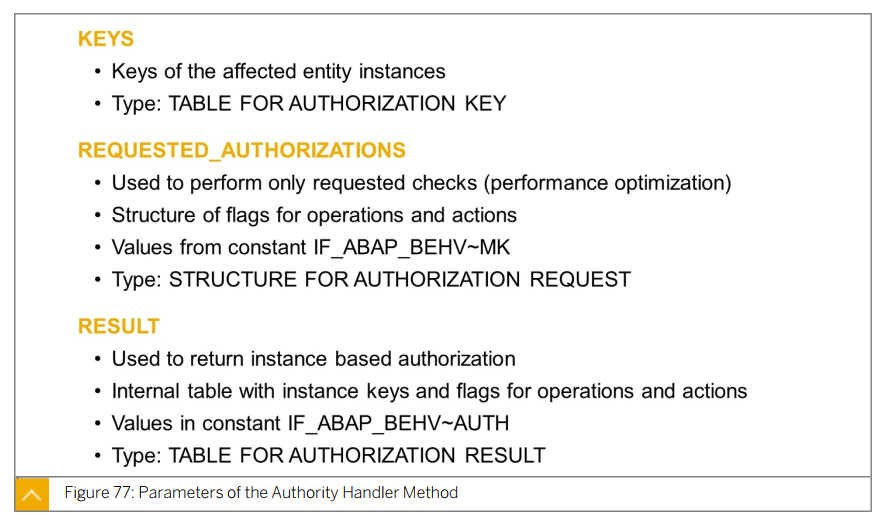 KEYS
• Keys of the affected entity instances
• Type: TABLE FOR AUTHORIZATION KEY
REQUESTED_AUTHORIZATIONS
• Used to perform only requested checks (performance optimization)
• Structure of flags for operations and actions
• Values from constant IF_ABAP_BEHV~MK
• Type: STRUCTURE FOR AUTHORIZATION REQUEST
RESULT
• Used to return instance based authorization
• Internal table with instance keys and flags for operations and actions
• Values in constant IF_ABAP_BEHV~AUTH
• Type: TABLE FOR AUTHORIZATION RESULT
Figure 77: Parameters of the Authority Handler Method